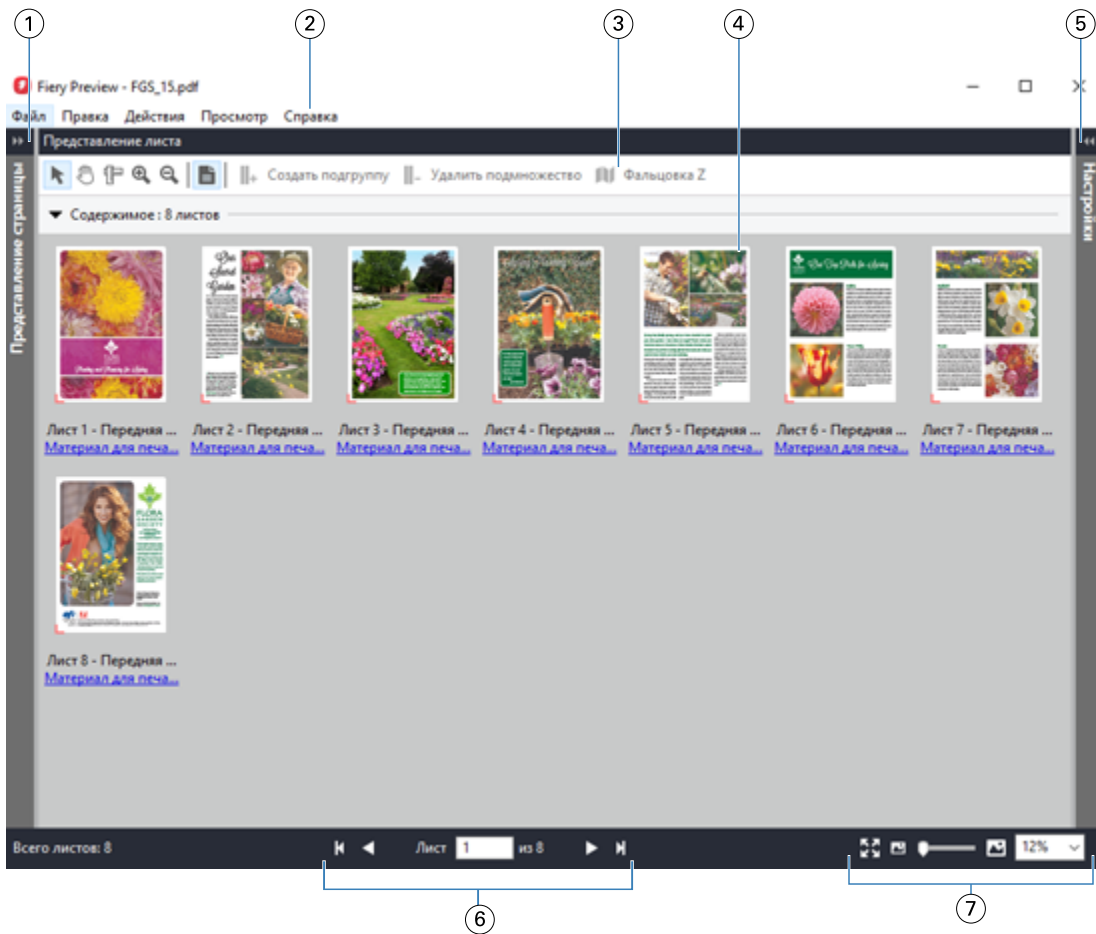 1 2 3 4 5
Fiery Preview - FGS_15.pdf
Файл Правка Действия Просмотр Справка
Представление листа
Представление страницы
Создать подгруппу Удалить подмножество Фальцовка Z
Настройки
Содержимое : 8 листов
Лист 1 - Передняя ... Лист 2 - Передняя ... Лист 3 - Передняя ... Лист 4 - Передняя ... Лист 5 - Передняя ... Лист 6 - Передняя ... Лист 7 - Передняя ...
Материал для печа... Материал для печа... Материал для печа... Материал для печа... Материал для печа... Материал для печа... Материал для печа...
FLORA
GARDEN
SOCIETY
Лист 8 - Передняя ...
Материал для печа...
Всего листов: 8 Лист 1 из 8 12%
6 7